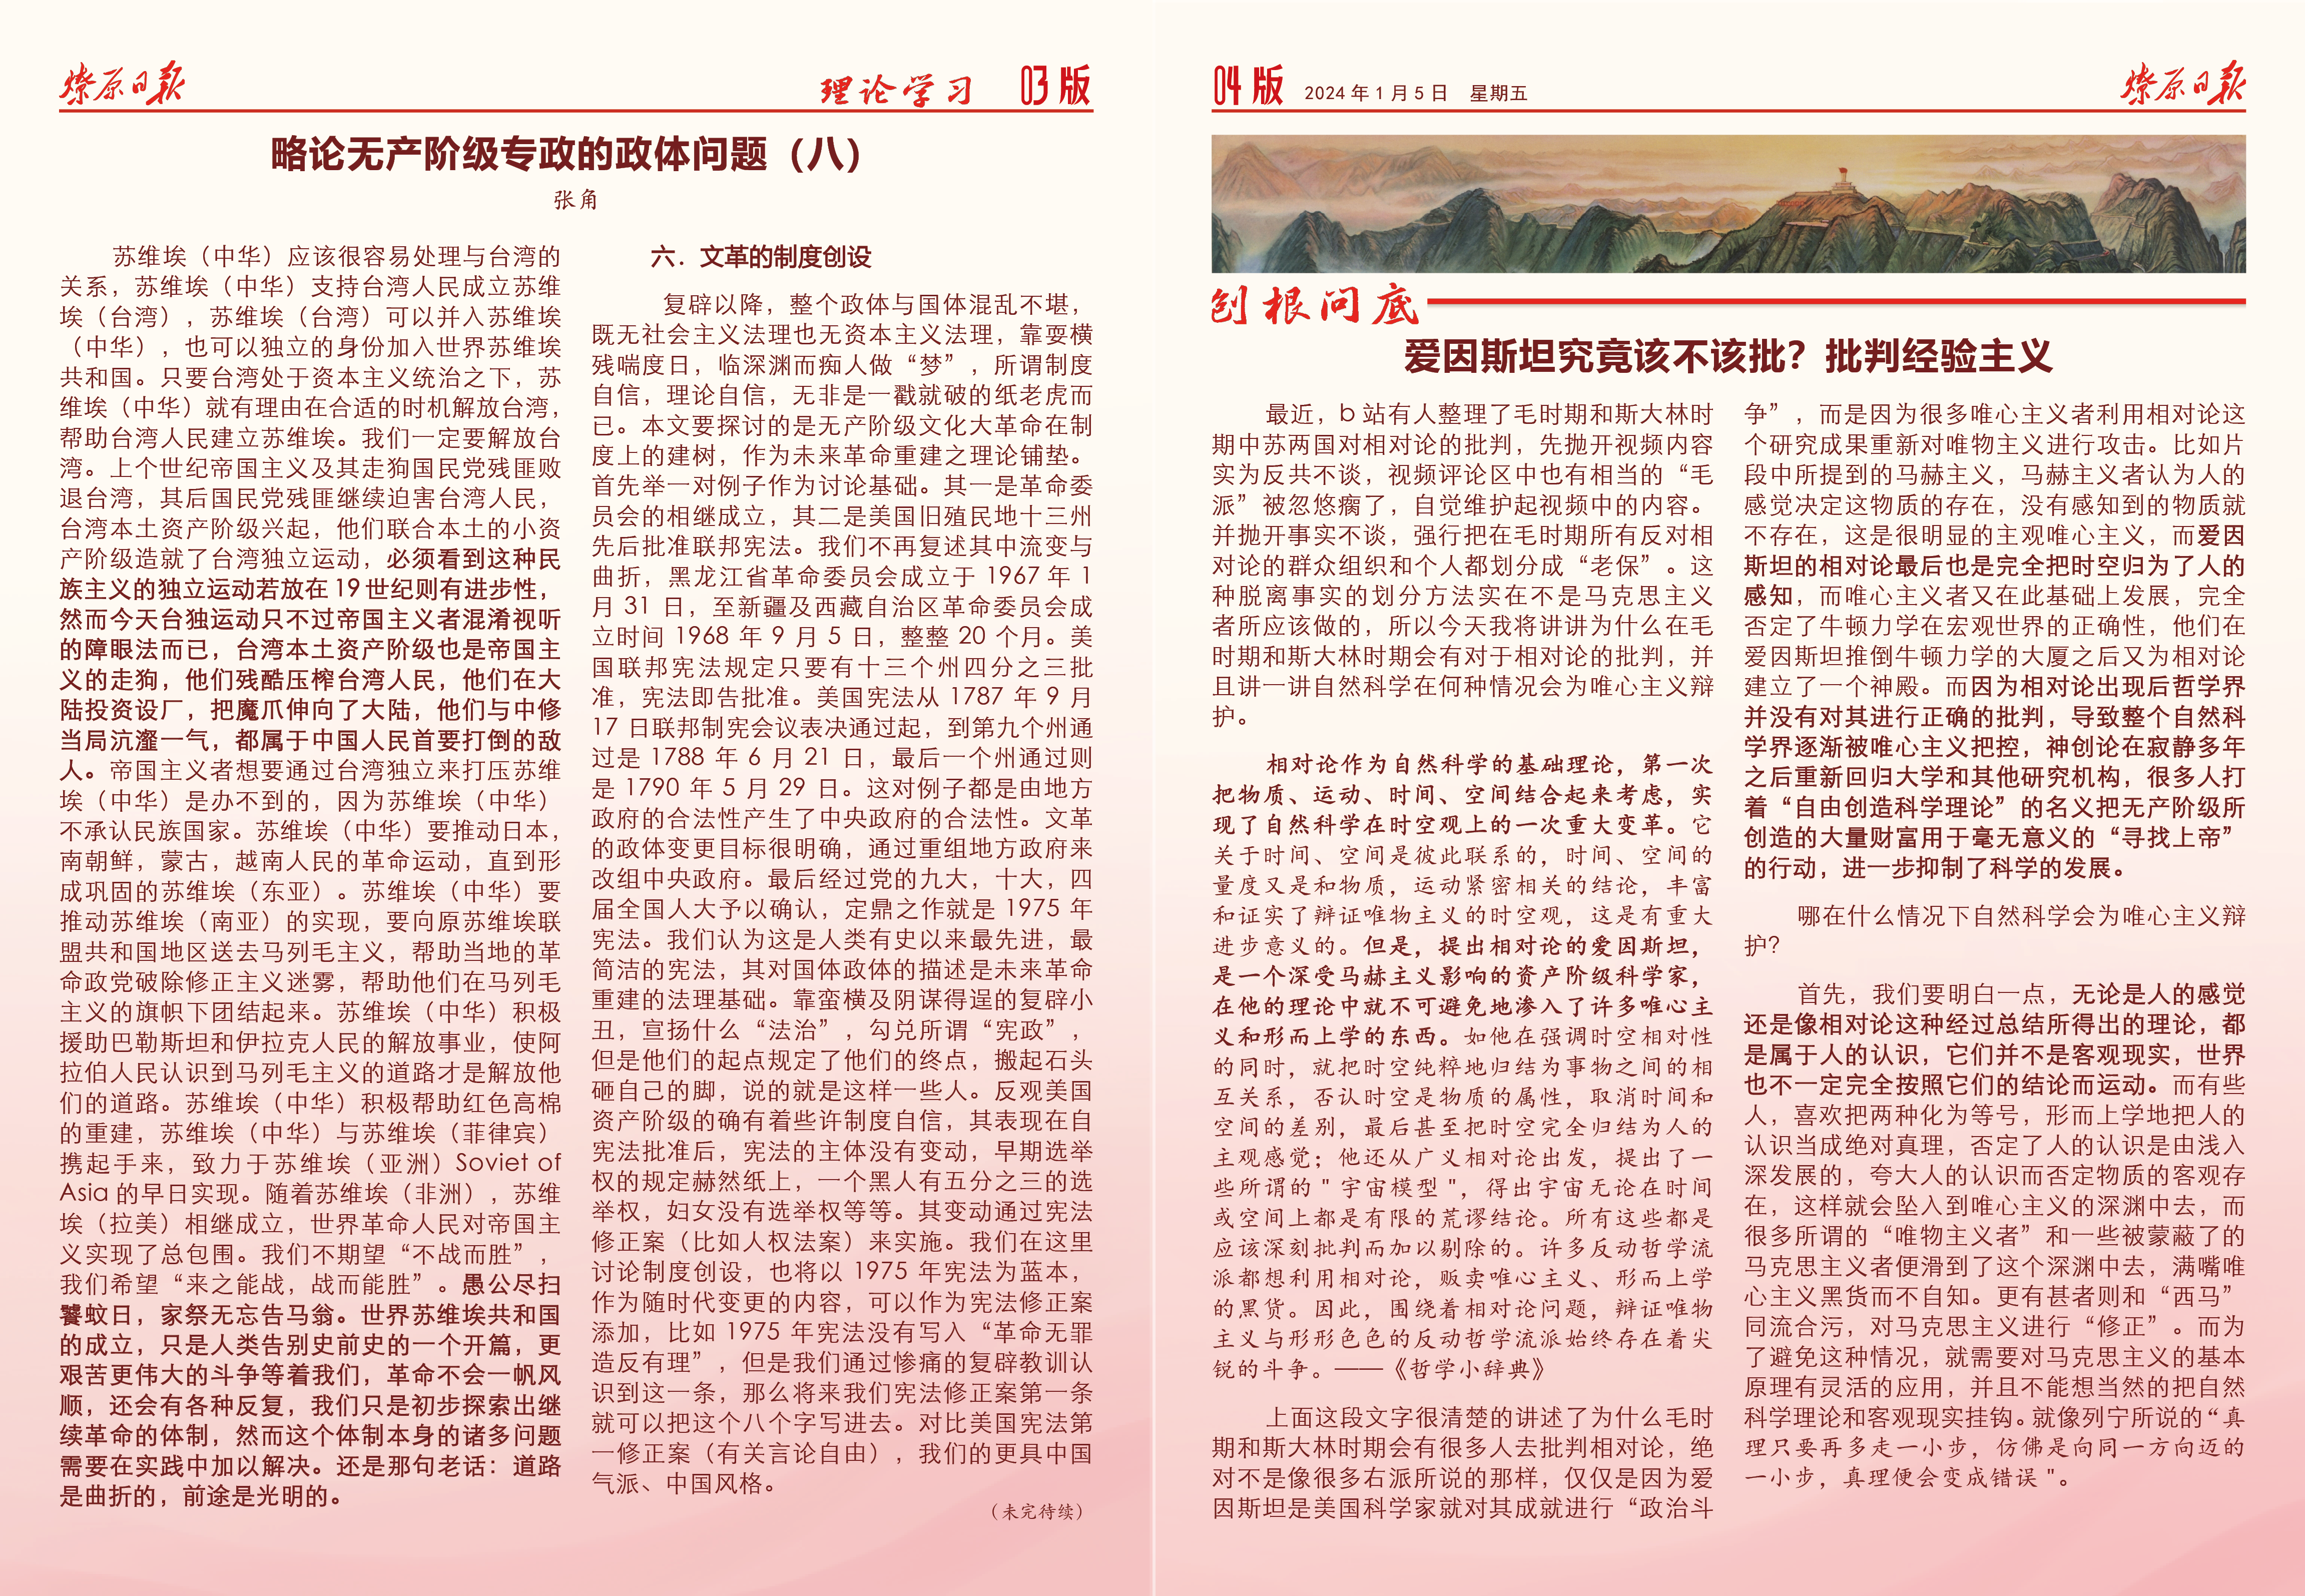 燎原日报
理论学习
03版
略论无产阶级专政的政体问题（八）
张角
苏维埃（中华）应该很容易处理与台湾的
关系，苏维埃（中华）支持台湾人民成立苏维
埃（台湾），苏维埃（台湾）可以并入苏维埃
（中华），也可以独立的身份加入世界苏维埃
共和国。只要台湾处于资本主义统治之下，苏
维埃（中华）就有理由在合适的时机解放台湾，
帮助台湾人民建立苏维埃。我们一定要解放台
湾。上个世纪帝国主义及其走狗国民党残匪败
退台湾，其后国民党残匪继续迫害台湾人民，
台湾本土资产阶级兴起，他们联合本土的小资
产阶级造就了台湾独立运动，必须看到这种民
族主义的独立运动若放在 19 世纪则有进步性，
然而今天台独运动只不过帝国主义者混淆视听
的障眼法而已，台湾本土资产阶级也是帝国主
义的走狗，他们残酷压榨台湾人民，他们在大
陆投资设厂，把魔爪伸向了大陆，他们与中修
当局沆瀣一气，都属于中国人民首要打倒的敌
人。帝国主义者想要通过台湾独立来打压苏维
埃（中华）是办不到的，因为苏维埃（中华）
不承认民族国家。苏维埃（中华）要推动日本，
南朝鲜，蒙古，越南人民的革命运动，直到形
成巩固的苏维埃（东亚）。苏维埃（中华）要
推动苏维埃（南亚）的实现，要向原苏维埃联
盟共和国地区送去马列毛主义，帮助当地的革
命政党破除修正主义迷雾，帮助他们在马列毛
主义的旗帜下团结起来。苏维埃（中华）积极
援助巴勒斯坦和伊拉克人民的解放事业，使阿
拉伯人民认识到马列毛主义的道路才是解放他
们的道路。苏维埃（中华）积极帮助红色高棉
的重建，苏维埃（中华）与苏维埃（菲律宾）
携起手来，致力于苏维埃（亚洲）Soviet of
Asia 的早日实现。随着苏维埃（非洲），苏维
埃（拉美）相继成立，世界革命人民对帝国主
义实现了总包围。我们不期望“不战而胜”，
我们希望“来之能战，战而能胜”。愚公尽扫
饕蚊日，家祭无忘告马翁。世界苏维埃共和国
的成立，只是人类告别史前史的一个开篇，更
艰苦更伟大的斗争等着我们，革命不会一帆风
顺，还会有各种反复，我们只是初步探索出继
续革命的体制，然而这个体制本身的诸多问题
需要在实践中加以解决。还是那句老话：道路
是曲折的，前途是光明的。
六．文革的制度创设
复辟以降，整个政体与国体混乱不堪，
既无社会主义法理也无资本主义法理，靠耍横
残喘度日，临深渊而痴人做“梦”，所谓制度
自信，理论自信，无非是一戳就破的纸老虎而
已。本文要探讨的是无产阶级文化大革命在制
度上的建树，作为未来革命重建之理论铺垫。
首先举一对例子作为讨论基础。其一是革命委
员会的相继成立，其二是美国旧殖民地十三州
先后批准联邦宪法。我们不再复述其中流变与
曲折，黑龙江省革命委员会成立于 1967 年 1
月 31 日，至新疆及西藏自治区革命委员会成
立时间 1968 年 9 月 5 日，整整 20 个月。美
国联邦宪法规定只要有十三个州四分之三批
准，宪法即告批准。美国宪法从 1787 年 9 月
17 日联邦制宪会议表决通过起，到第九个州通
过是 1788 年 6 月 21 日，最后一个州通过则
是 1790 年 5 月 29 日。这对例子都是由地方
政府的合法性产生了中央政府的合法性。文革
的政体变更目标很明确，通过重组地方政府来
改组中央政府。最后经过党的九大，十大，四
届全国人大予以确认，定鼎之作就是 1975 年
宪法。我们认为这是人类有史以来最先进，最
简洁的宪法，其对国体政体的描述是未来革命
重建的法理基础。靠蛮横及阴谋得逞的复辟小
丑，宣扬什么“法治”，勾兑所谓“宪政”，
但是他们的起点规定了他们的终点，搬起石头
砸自己的脚，说的就是这样一些人。反观美国
资产阶级的确有着些许制度自信，其表现在自
宪法批准后，宪法的主体没有变动，早期选举
权的规定赫然纸上，一个黑人有五分之三的选
举权，妇女没有选举权等等。其变动通过宪法
修正案（比如人权法案）来实施。我们在这里
讨论制度创设，也将以 1975 年宪法为蓝本，
作为随时代变更的内容，可以作为宪法修正案
添加，比如 1975 年宪法没有写入“革命无罪
造反有理”，但是我们通过惨痛的复辟教训认
识到这一条，那么将来我们宪法修正案第一条
就可以把这个八个字写进去。对比美国宪法第
一修正案（有关言论自由），我们的更具中国
气派、中国风格。
（未完待续）
04版
2024 年 1 月 5 日 星期五
燎原日报
刨根问底
爱因斯坦究竟该不该批？批判经验主义
最近，b 站有人整理了毛时期和斯大林时
期中苏两国对相对论的批判，先抛开视频内容
实为反共不谈，视频评论区中也有相当的“毛
派”被忽悠瘸了，自觉维护起视频中的内容。
并抛开事实不谈，强行把在毛时期所有反对相
对论的群众组织和个人都划分成“老保”。这
种脱离事实的划分方法实在不是马克思主义
者所应该做的，所以今天我将讲讲为什么在毛
时期和斯大林时期会有对于相对论的批判，并
且讲一讲自然科学在何种情况会为唯心主义辩
护。
相对论作为自然科学的基础理论，第一次
把物质、运动、时间、空间结合起来考虑，实
现了自然科学在时空观上的一次重大变革。它
关于时间、空间是彼此联系的，时间、空间的
量度又是和物质，运动紧密相关的结论，丰富
和证实了辩证唯物主义的时空观，这是有重大
进步意义的。但是，提出相对论的爱因斯坦，
是一个深受马赫主义影响的资产阶级科学家，
在他的理论中就不可避免地渗入了许多唯心主
义和形而上学的东西。如他在强调时空相对性
的同时，就把时空纯粹地归结为事物之间的相
互关系，否认时空是物质的属性，取消时间和
空间的差别，最后甚至把时空完全归结为人的
主观感觉；他还从广义相对论出发，提出了一
些所谓的＂宇宙模型＂，得出宇宙无论在时间
或空间上都是有限的荒谬结论。所有这些都是
应该深刻批判而加以剔除的。许多反动哲学流
派都想利用相对论，贩卖唯心主义、形而上学
的黑货。因此，围绕着相对论问题，辩证唯物
主义与形形色色的反动哲学流派始终存在着尖
锐的斗争。——《哲学小辞典》
上面这段文字很清楚的讲述了为什么毛时
期和斯大林时期会有很多人去批判相对论，绝
对不是像很多右派所说的那样，仅仅是因为爱
因斯坦是美国科学家就对其成就进行“政治斗
争”，而是因为很多唯心主义者利用相对论这
个研究成果重新对唯物主义进行攻击。比如片
段中所提到的马赫主义，马赫主义者认为人的
感觉决定这物质的存在，没有感知到的物质就
不存在，这是很明显的主观唯心主义，而爱因
斯坦的相对论最后也是完全把时空归为了人的
感知，而唯心主义者又在此基础上发展，完全
否定了牛顿力学在宏观世界的正确性，他们在
爱因斯坦推倒牛顿力学的大厦之后又为相对论
建立了一个神殿。而因为相对论出现后哲学界
并没有对其进行正确的批判，导致整个自然科
学界逐渐被唯心主义把控，神创论在寂静多年
之后重新回归大学和其他研究机构，很多人打
着“自由创造科学理论”的名义把无产阶级所
创造的大量财富用于毫无意义的“寻找上帝”
的行动，进一步抑制了科学的发展。
哪在什么情况下自然科学会为唯心主义辩
护？
首先，我们要明白一点，无论是人的感觉
还是像相对论这种经过总结所得出的理论，都
是属于人的认识，它们并不是客观现实，世界
也不一定完全按照它们的结论而运动。而有些
人，喜欢把两种化为等号，形而上学地把人的
认识当成绝对真理，否定了人的认识是由浅入
深发展的，夸大人的认识而否定物质的客观存
在，这样就会坠入到唯心主义的深渊中去，而
很多所谓的“唯物主义者”和一些被蒙蔽了的
马克思主义者便滑到了这个深渊中去，满嘴唯
心主义黑货而不自知。更有甚者则和“西马”
同流合污，对马克思主义进行“修正”。而为
了避免这种情况，就需要对马克思主义的基本
原理有灵活的应用，并且不能想当然的把自然
科学理论和客观现实挂钩。就像列宁所说的“真
理只要再多走一小步，仿佛是向同一方向迈的
一小步，真理便会变成错误＂。